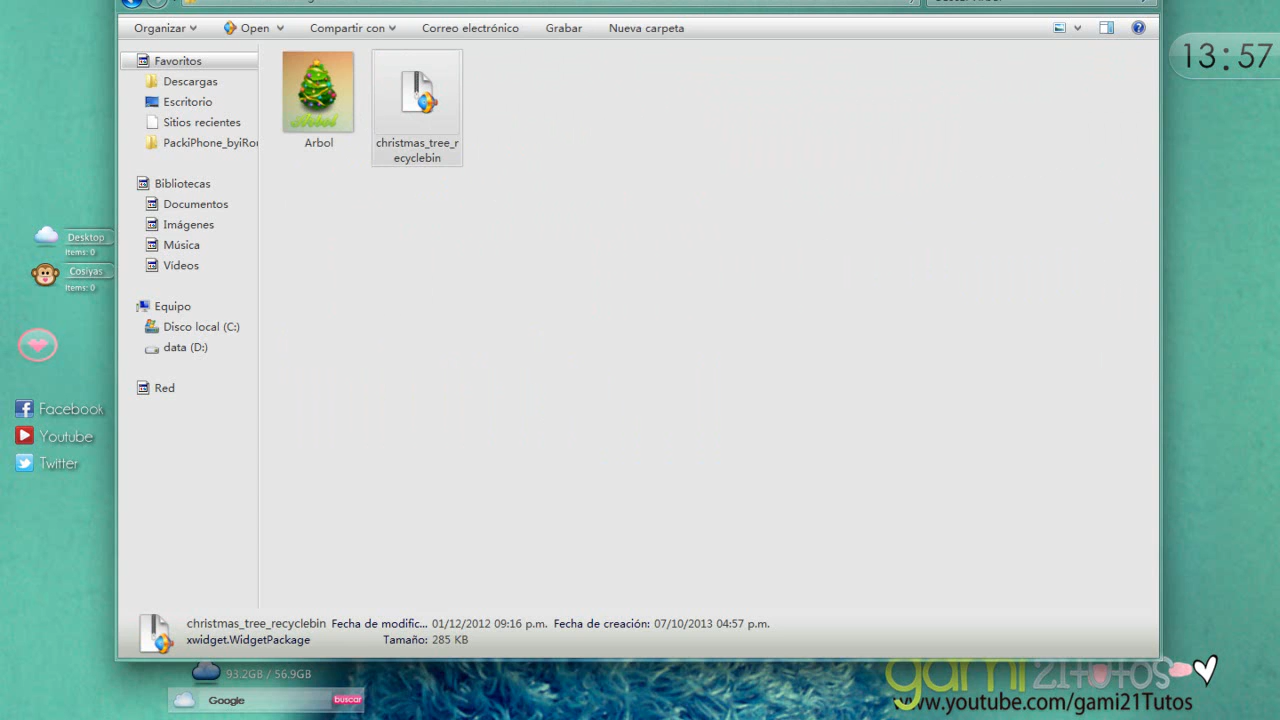 Organizar
Open
Compartir con
Correo electrónico
Grabar
Nueva carpeta
13:57
Favoritos
Descargas
Escritorio
Sitios recientes
PackiPhone_byiRo
Bibliotecas
Documentos
Imágenes
Música
Vídeos
Equipo
Disco local (C:)
data (D:)
Red
Arbol
Arbol
christmas_tree_r
ecyclebin
Desktop
Items: 0
Cosiyas
Items: 0
Facebook
Youtube
Twitter
christmas_tree_recyclebin Fecha de modific... 01/12/2012 09:16 p.m. Fecha de creación: 07/10/2013 04:57 p.m.
xwidget.WidgetPackage Tamaño: 285 KB
93.2GB / 56.9GB
Google buscar
gami21Tutos
www.youtube.com/gami21Tutos